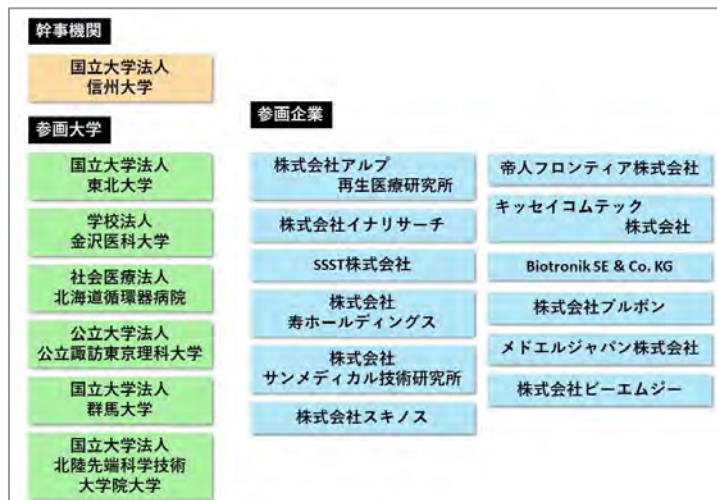 幹事機関
国立大学法人
信州大学
参画大学
国立大学法人
東北大学
学校法人
金沢医科大学
社会医療法人
北海道循環器病院
公立大学法人
公立諏訪東京理科大学
国立大学法人
群馬大学
国立大学法人
北陸先端科学技術
大学院大学
参画企業
株式会社アルプ
再生医療研究所
株式会社イナリサーチ
SSST株式会社
株式会社
寿ホールディングス
株式会社
サンメディカル技術研究所
株式会社スキノス
帝人フロンティア株式会社
キッセイコムテック
株式会社
Biotronik SE & Co. KG
株式会社ブルボン
メドエルジャパン株式会社
株式会社ビーエムジー